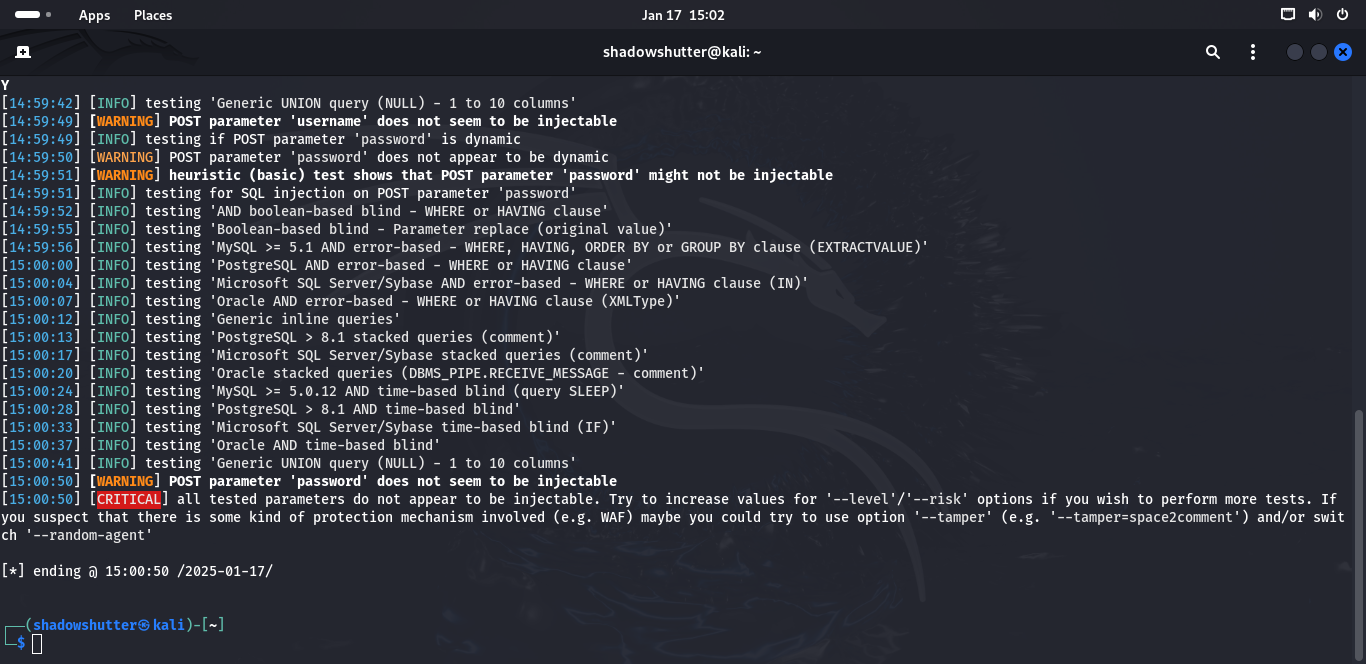 Apps Places Jan 17 15:02
shadowshutter@kali: ~
Y
[14:59:42] [INFO] testing 'Generic UNION query (NULL) - 1 to 10 columns'
[14:59:49] [WARNING] POST parameter 'username' does not seem to be injectable
[14:59:49] [INFO] testing if POST parameter 'password' is dynamic
[14:59:50] [WARNING] POST parameter 'password' does not appear to be dynamic
[14:59:51] [WARNING] heuristic (basic) test shows that POST parameter 'password' might not be injectable
[14:59:51] [INFO] testing for SQL injection on POST parameter 'password'
[14:59:52] [INFO] testing 'AND boolean-based blind - WHERE or HAVING clause'
[14:59:55] [INFO] testing 'Boolean-based blind - Parameter replace (original value)'
[14:59:56] [INFO] testing 'MySQL >= 5.1 AND error-based - WHERE, HAVING, ORDER BY or GROUP BY clause (EXTRACTVALUE)'
[15:00:00] [INFO] testing 'PostgreSQL AND error-based - WHERE or HAVING clause'
[15:00:04] [INFO] testing 'Microsoft SQL Server/Sybase AND error-based - WHERE or HAVING clause (IN)'
[15:00:07] [INFO] testing 'Oracle AND error-based - WHERE or HAVING clause (XMLType)'
[15:00:12] [INFO] testing 'Generic inline queries'
[15:00:13] [INFO] testing 'PostgreSQL > 8.1 stacked queries (comment)'
[15:00:17] [INFO] testing 'Microsoft SQL Server/Sybase stacked queries (comment)'
[15:00:20] [INFO] testing 'Oracle stacked queries (DBMS_PIPE.RECEIVE_MESSAGE - comment)'
[15:00:24] [INFO] testing 'MySQL >= 5.0.12 AND time-based blind (query SLEEP)'
[15:00:28] [INFO] testing 'PostgreSQL > 8.1 AND time-based blind'
[15:00:33] [INFO] testing 'Microsoft SQL Server/Sybase time-based blind (IF)'
[15:00:37] [INFO] testing 'Oracle AND time-based blind'
[15:00:41] [INFO] testing 'Generic UNION query (NULL) - 1 to 10 columns'
[15:00:50] [WARNING] POST parameter 'password' does not seem to be injectable
[15:00:50] [CRITICAL] all tested parameters do not appear to be injectable. Try to increase values for '--level'/'--risk' options if you wish to perform more tests. If
you suspect that there is some kind of protection mechanism involved (e.g. WAF) maybe you could try to use option '--tamper' (e.g. '--tamper=space2comment') and/or swit
ch '--random-agent'
[*] ending @ 15:00:50 /2025-01-17/
┌──(shadowshutter㉿kali)-[~]
└─$